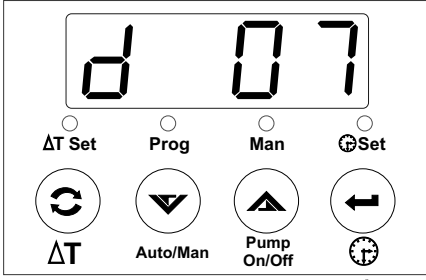 d 07
ΔT Set Prog Man Set
ΔT Auto/Man Pump On/Off